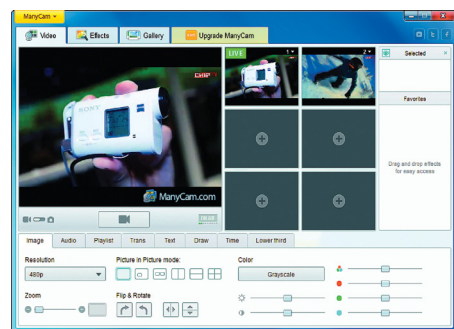 ManyCam
Video
Effects
Gallery
Upgrade ManyCam
LIVE
1
2
Selected
CHIP
SONY
Favorites
Drag and drop effects
for easy access
ManyCam.com
Image
Audio
Playlist
Trans
Text
Draw
Time
Lower third
Resolution
Picture in Picture mode:
Color
480p
Grayscale
Zoom
Flip & Rotate